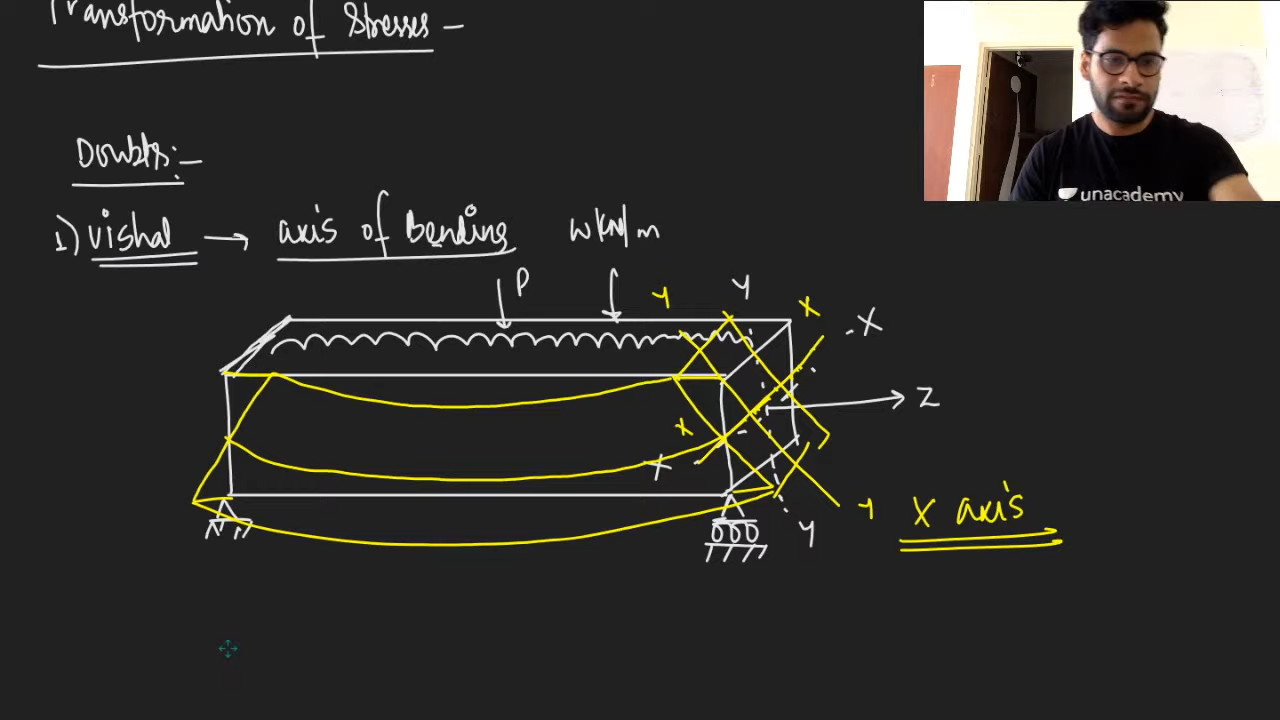 Transformation of Stresses -
unacademy
Doubts:-
1) Vishal → axis of Bending w kN/m
P
y y x
x
z
x
x
y x axis
y